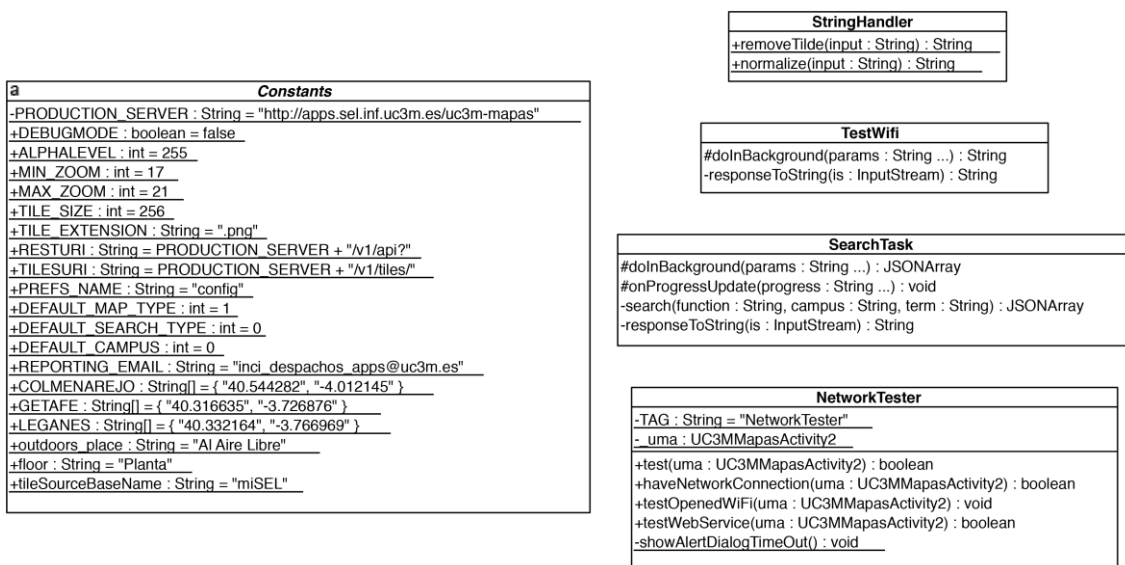 a
Constants
-PRODUCTION_SERVER : String = "http://apps.sel.inf.uc3m.es/uc3m-mapas"
+DEBUGMODE : boolean = false
+ALPHALEVEL : int = 255
+MIN_ZOOM : int = 17
+MAX_ZOOM : int = 21
+TILE_SIZE : int = 256
+TILE_EXTENSION : String = ".png"
+RESTURI : String = PRODUCTION_SERVER + "/v1/api?"
+TILESURI : String = PRODUCTION_SERVER + "/v1/tiles/"
+PREFS_NAME : String = "config"
+DEFAULT_MAP_TYPE : int = 1
+DEFAULT_SEARCH_TYPE : int = 0
+DEFAULT_CAMPUS : int = 0
+REPORTING_EMAIL : String = "inci_despachos_apps@uc3m.es"
+COLMENAREJO : String[] = { "40.544282", "-4.012145" }
+GETAFE : String[] = { "40.316635", "-3.726876" }
+LEGANES : String[] = { "40.332164", "-3.766969" }
+outdoors_place : String = "Al Aire Libre"
+floor : String = "Planta"
+tileSourceBaseName : String = "miSEL"
StringHandler
+removeTilde(input : String) : String
+normalize(input : String) : String
TestWifi
#doInBackground(params : String ...) : String
-responseToString(is : InputStream) : String
SearchTask
#doInBackground(params : String ...) : JSONArray
#onProgressUpdate(progress : String ...) : void
-search(function : String, campus : String, term : String) : JSONArray
-responseToString(is : InputStream) : String
NetworkTester
-TAG : String = "NetworkTester"
-_uma : UC3MMapasActivity2
+test(uma : UC3MMapasActivity2) : boolean
+haveNetworkConnection(uma : UC3MMapasActivity2) : boolean
+testOpenedWiFi(uma : UC3MMapasActivity2) : void
+testWebService(uma : UC3MMapasActivity2) : boolean
-showAlertDialogTimeOut() : void